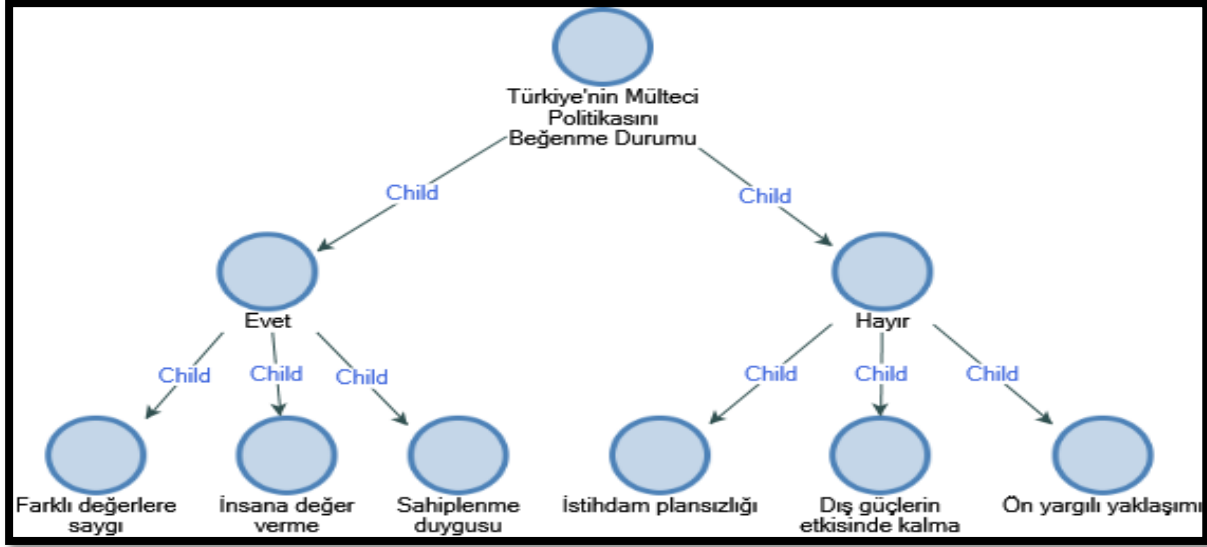 Türkiye'nin Mülteci
Politikasını
Beğenme Durumu
Child
Child
Evet
Hayır
Child
Child
Child
Child
Child
Child
Farklı değerlere
saygı
İnsana değer
verme
Sahiplenme
duygusu
İstihdam plansızlığı
Dış güçlerin
etkisinde kalma
Ön yargılı yaklaşımı